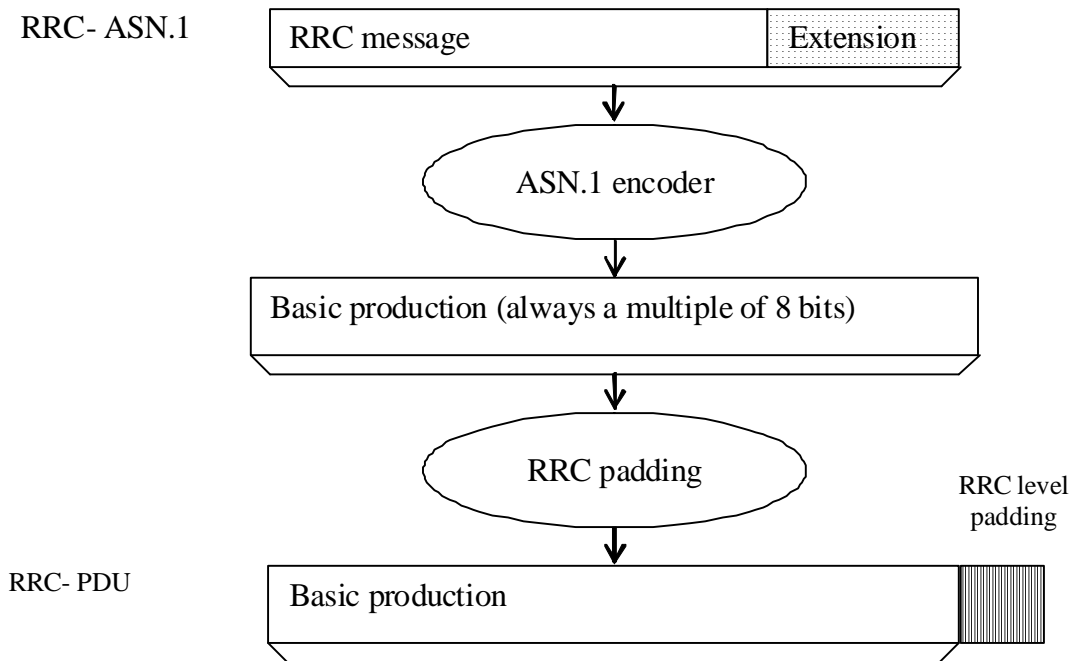 RRC- ASN.1
RRC message
Extension
ASN.1 encoder
Basic production (always a multiple of 8 bits)
RRC padding
RRC level
padding
RRC- PDU
Basic production